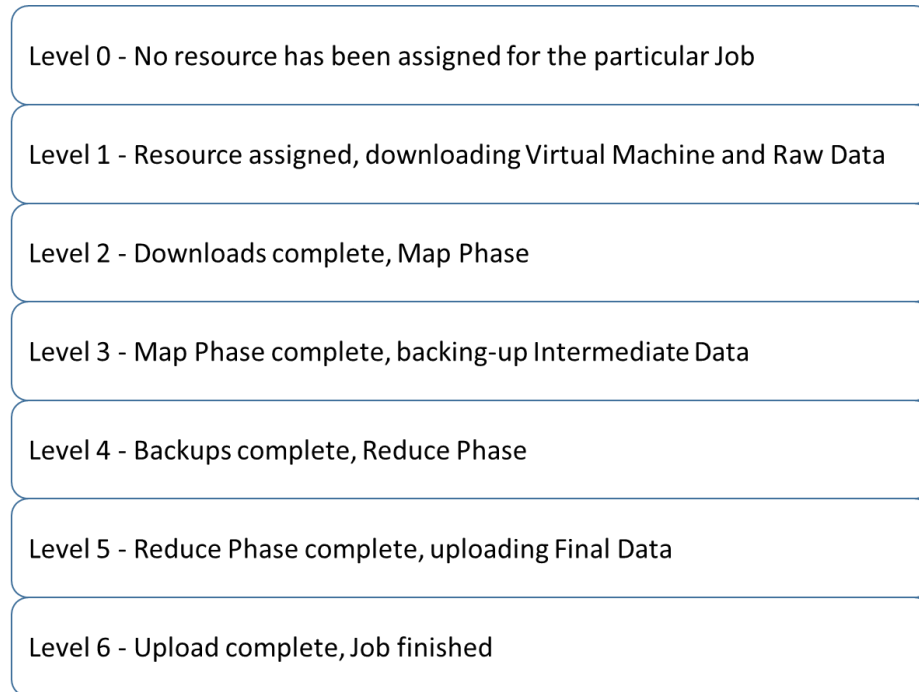 Level 0 - No resource has been assigned for the particular Job
Level 1 - Resource assigned, downloading Virtual Machine and Raw Data
Level 2 - Downloads complete, Map Phase
Level 3 - Map Phase complete, backing-up Intermediate Data
Level 4 - Backups complete, Reduce Phase
Level 5 - Reduce Phase complete, uploading Final Data
Level 6 - Upload complete, Job finished